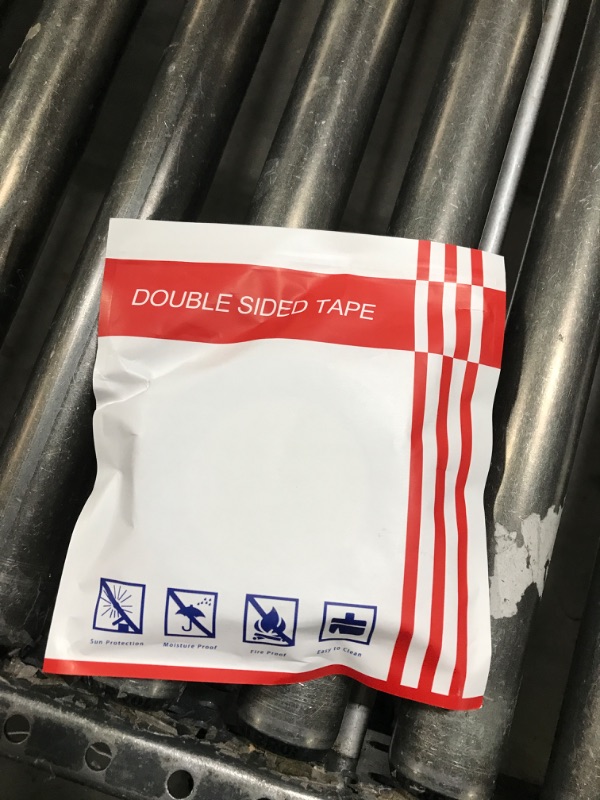 DOUBLE SIDED TAPE
Sun Protection Moisture Proof Fire Proof Easy to Clean